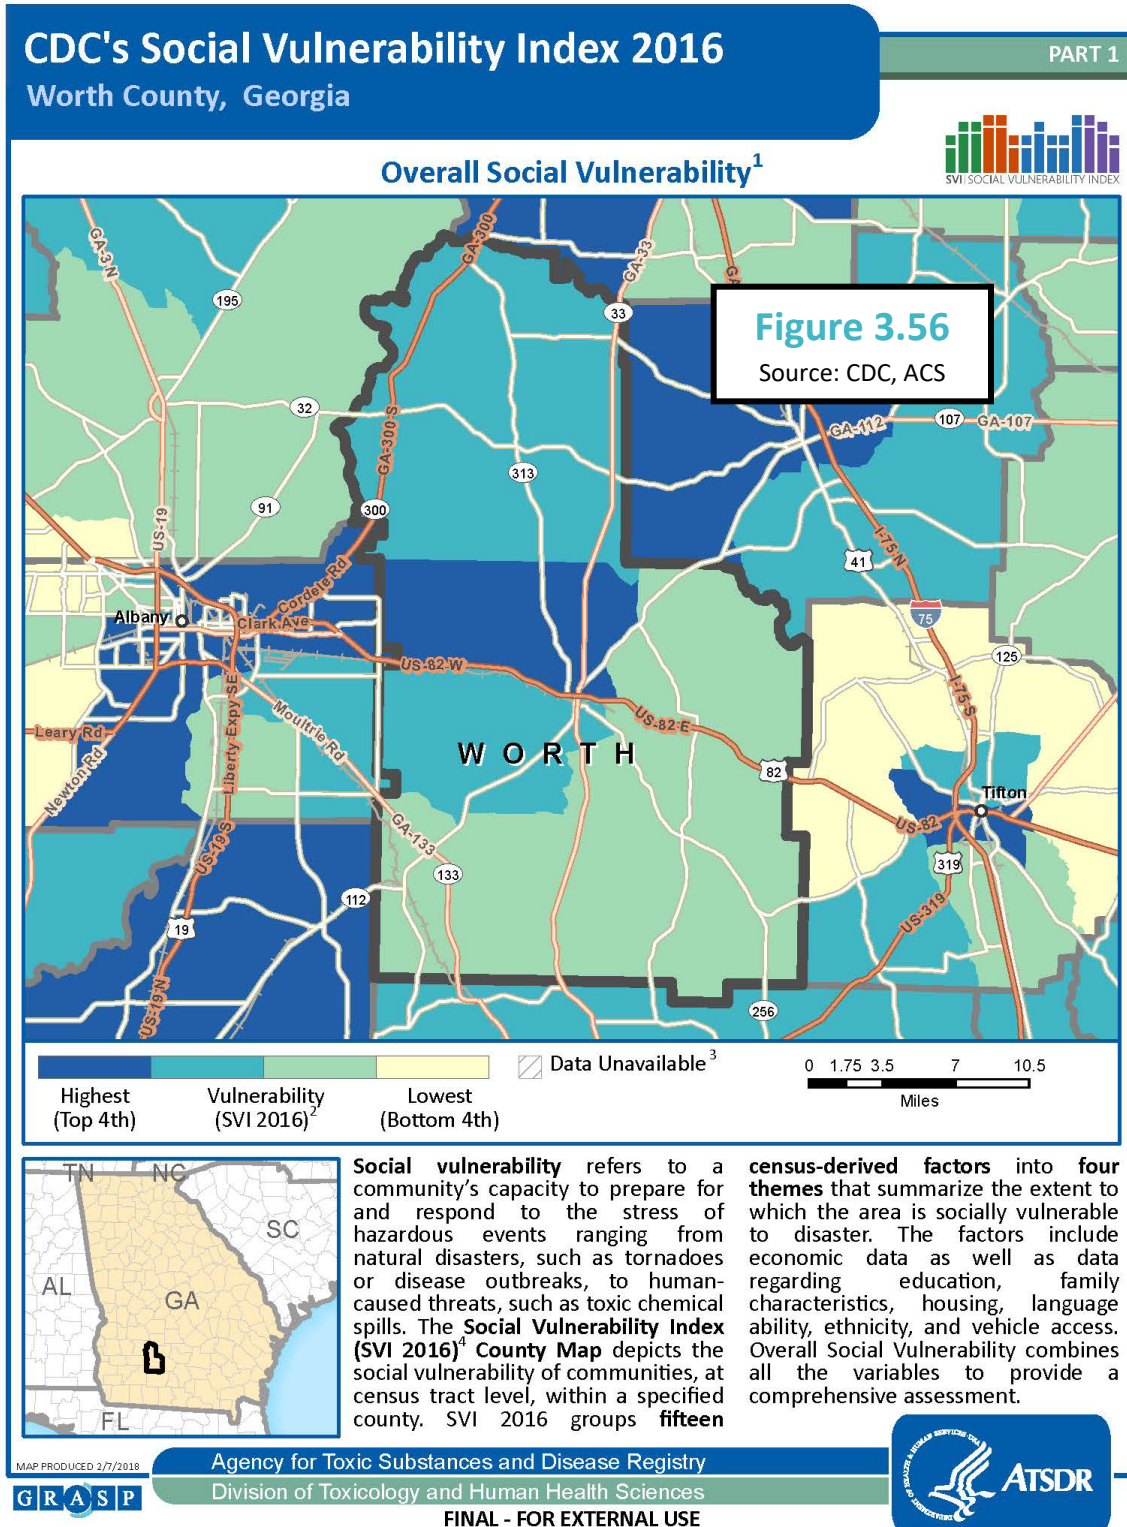 CDC's Social Vulnerability Index 2016
Worth County, Georgia
PART 1
SVI SOCIAL VULNERABILITY INDEX
Overall Social Vulnerability1
GA-3 N
195
GA-300
GA-33
33
GA
Figure 3.56
Source: CDC, ACS
32
GA-300 S
313
GA-112
107
GA-107
91
300
US-19
I-75 N
41
75
Cordele Rd
Albany
Clark Ave
US-82 W
125
I-75 S
Leary Rd
Newton Rd
Liberty Expy SE
Moultrie Rd
US-82 E
WORTH
82
Tifton
US-82
GA-133
133
319
US-19 S
112
19
US-319
US-19 N
256
Highest
(Top 4th)
Vulnerability
(SVI 2016)2
Lowest
(Bottom 4th)
Data Unavailable3
0 1.75 3.5 7 10.5
Miles
TN NC
SC
AL
GA
FL
Social vulnerability refers to a
community’s capacity to prepare for
and respond to the stress of
hazardous events ranging from
natural disasters, such as tornadoes
or disease outbreaks, to human-
caused threats, such as toxic chemical
spills. The Social Vulnerability Index
(SVI 2016)4 County Map depicts the
social vulnerability of communities, at
census tract level, within a specified
county. SVI 2016 groups fifteen
census-derived factors into four
themes that summarize the extent to
which the area is socially vulnerable
to disaster. The factors include
economic data as well as data
regarding education, family
characteristics, housing, language
ability, ethnicity, and vehicle access.
Overall Social Vulnerability combines
all the variables to provide a
comprehensive assessment.
MAP PRODUCED 2/7/2018
GRASP
Agency for Toxic Substances and Disease Registry
Division of Toxicology and Human Health Sciences
FINAL - FOR EXTERNAL USE
DEPARTMENT OF HEALTH & HUMAN SERVICES · USA
ATSDR